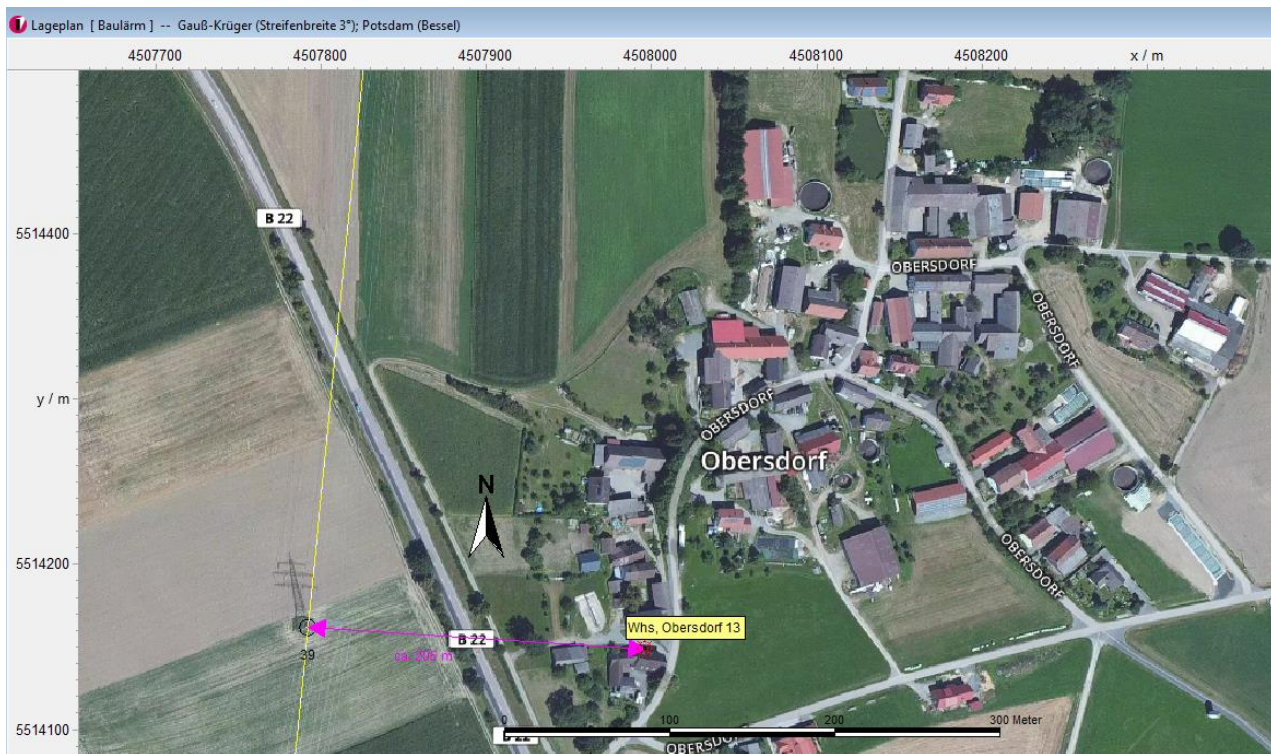 Lageplan [ Baulärm ] -- Gauß-Krüger (Streifenbreite 3°); Potsdam (Bessel)
4507700 4507800 4507900 4508000 4508100 4508200 x / m
B 22
5514400
OBERSDORF
OBERSDORF
y / m
OBERSDORF
Obersdorf
N
OBERSDORF
5514200
Whs, Obersdorf 13
B 22
39
ca.
m
5514100
0 100 200 300 Meter
B 22
OBERSDORF